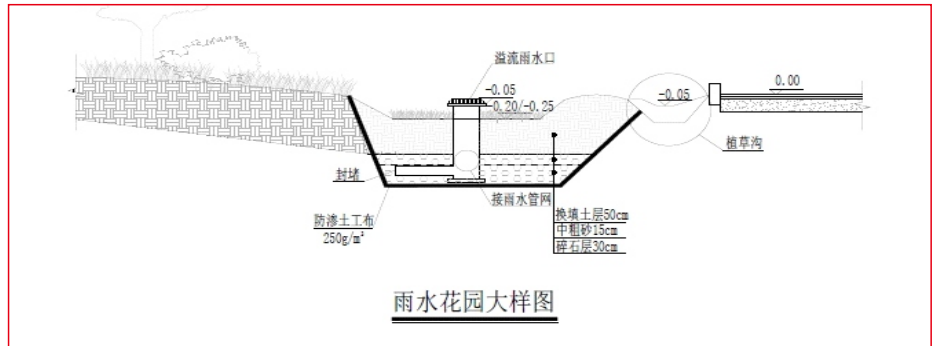 溢流雨水口
-0.05
-0.20/-0.25
-0.05
0.00
植草沟
封堵
接雨水管网
防渗土工布
250g/m²
换填土层50cm
中粗砂15cm
碎石层30cm
雨水花园大样图